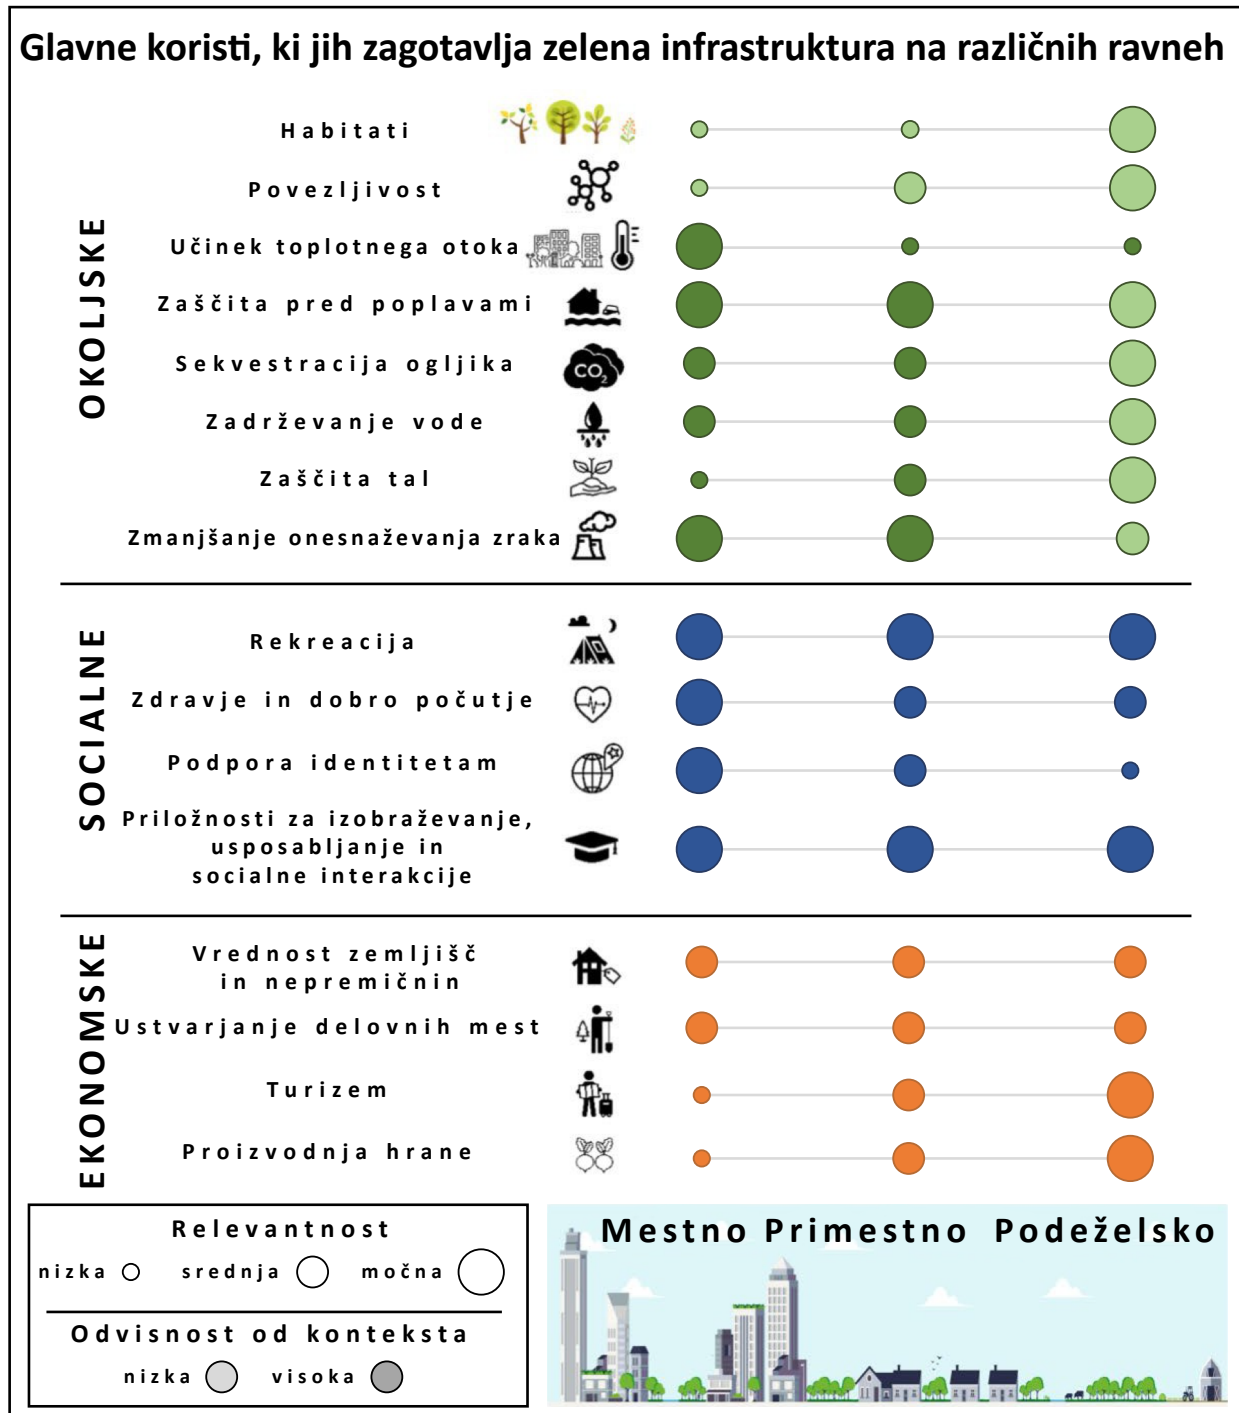 Glavne koristi, ki jih zagotavlja zelena infrastruktura na različnih ravneh
OKOLJSKE
Habitati
Povezljivost
Učinek toplotnega otoka
Zaščita pred poplavami
Sekvestracija ogljika
CO2
Zadrževanje vode
Zaščita tal
Zmanjšanje onesnaževanja zraka
SOCIALNE
Rekreacija
Zdravje in dobro počutje
Podpora identitetam
Priložnosti za izobraževanje,
usposabljanje in
socialne interakcije
EKONOMSKE
Vrednost zemljišč
in nepremičnin
Ustvarjanje delovnih mest
Turizem
Proizvodnja hrane
Relevantnost
nizka srednja močna
Odvisnost od konteksta
nizka visoka
Mestno Primestno Podeželsko